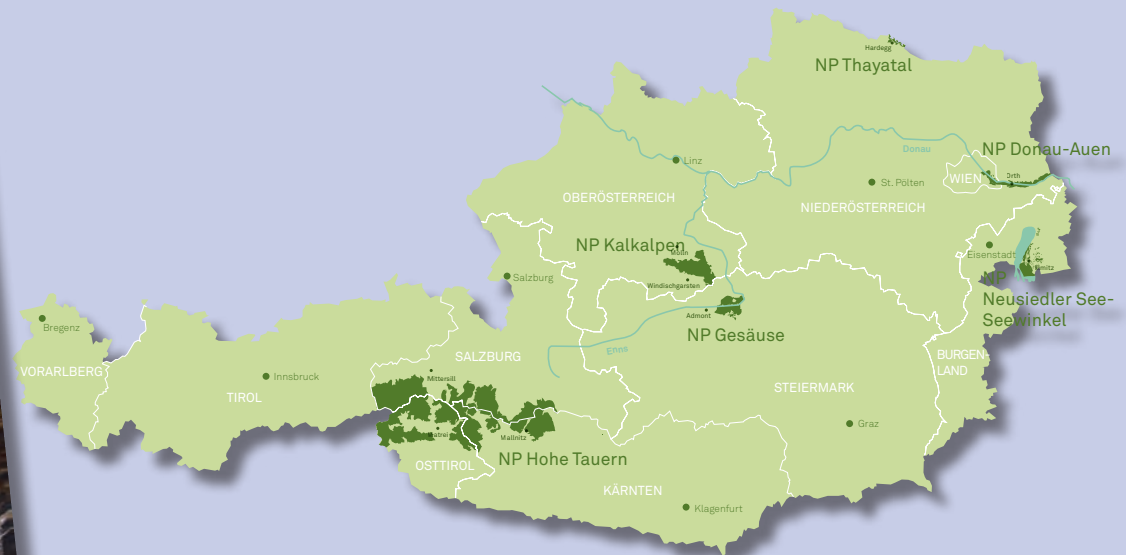 Hardegg
NP Thayatal
Donau
NP Donau-Auen
Linz
St. Pölten
WIEN
Orth
OBERÖSTERREICH
NIEDERÖSTERREICH
NP Kalkalpen
Molln
Eisenstadt
Salzburg
Windischgarsten
NP
Neusiedler See-
Seewinkel
Admont
NP Gesäuse
Bregenz
Enns
VORARLBERG
SALZBURG
BURGEN-
LAND
Innsbruck
Mittersill
TIROL
STEIERMARK
Matrei
Mallnitz
Graz
NP Hohe Tauern
OSTTIROL
KÄRNTEN
Klagenfurt